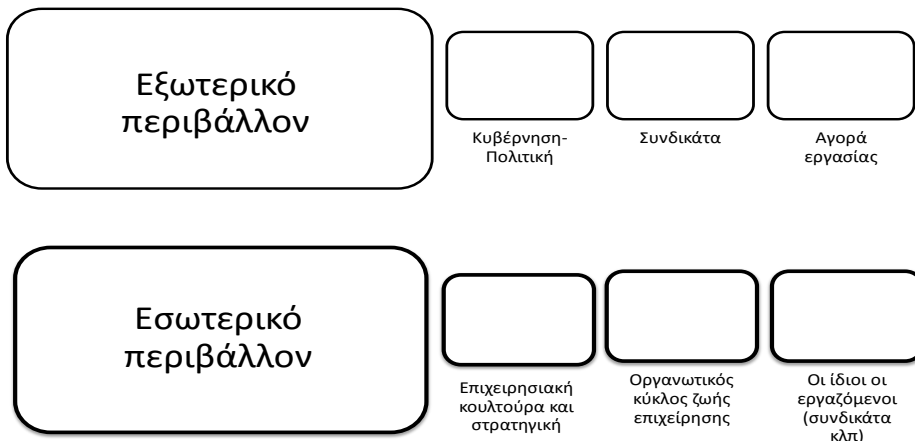 Εξωτερικό
περιβάλλον
Κυβέρνηση-
Πολιτική
Συνδικάτα
Αγορά
εργασίας
Εσωτερικό
περιβάλλον
Επιχειρησιακή
κουλτούρα και
στρατηγική
Οργανωτικός
κύκλος ζωής
επιχείρησης
Οι ίδιοι οι
εργαζόμενοι
(συνδικάτα
κλπ)